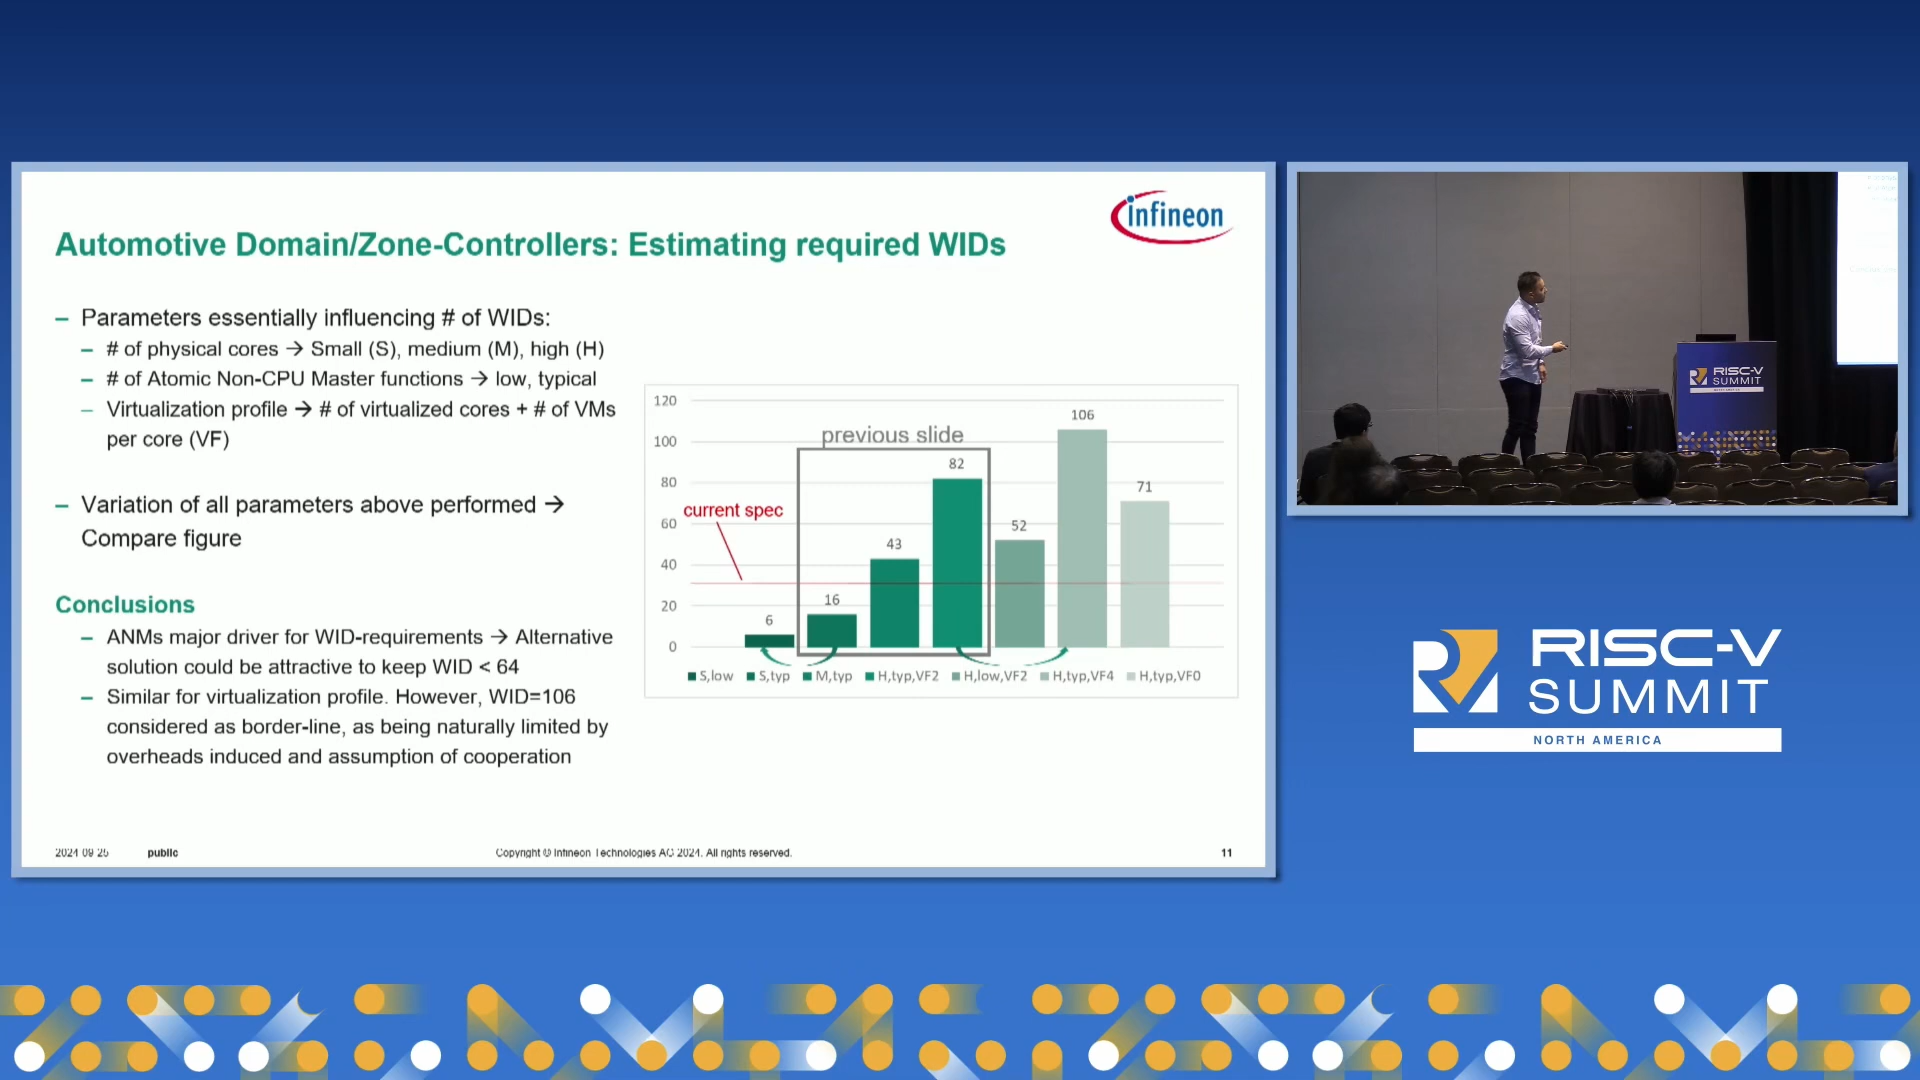 infineon
Automotive Domain/Zone-Controllers: Estimating required WIDs
– Parameters essentially influencing # of WIDs:
– # of physical cores → Small (S), medium (M), high (H)
– # of Atomic Non-CPU Master functions → low, typical
– Virtualization profile → # of virtualized cores + # of VMs
per core (VF)
– Variation of all parameters above performed →
Compare figure
Conclusions
– ANMs major driver for WID-requirements → Alternative
solution could be attractive to keep WID < 64
– Similar for virtualization profile. However, WID=106
considered as border-line, as being naturally limited by
overheads induced and assumption of cooperation
120
100
80
60
40
20
0
previous slide
current spec
6
16
43
82
52
106
71
S,low S,typ M,typ H,typ,VF2 H,low,VF2 H,typ,VF4 H,typ,VF0
2024-09-25 public Copyright © Infineon Technologies AG 2024. All rights reserved. 11
RISC-V
SUMMIT
RISC-V
SUMMIT
NORTH AMERICA